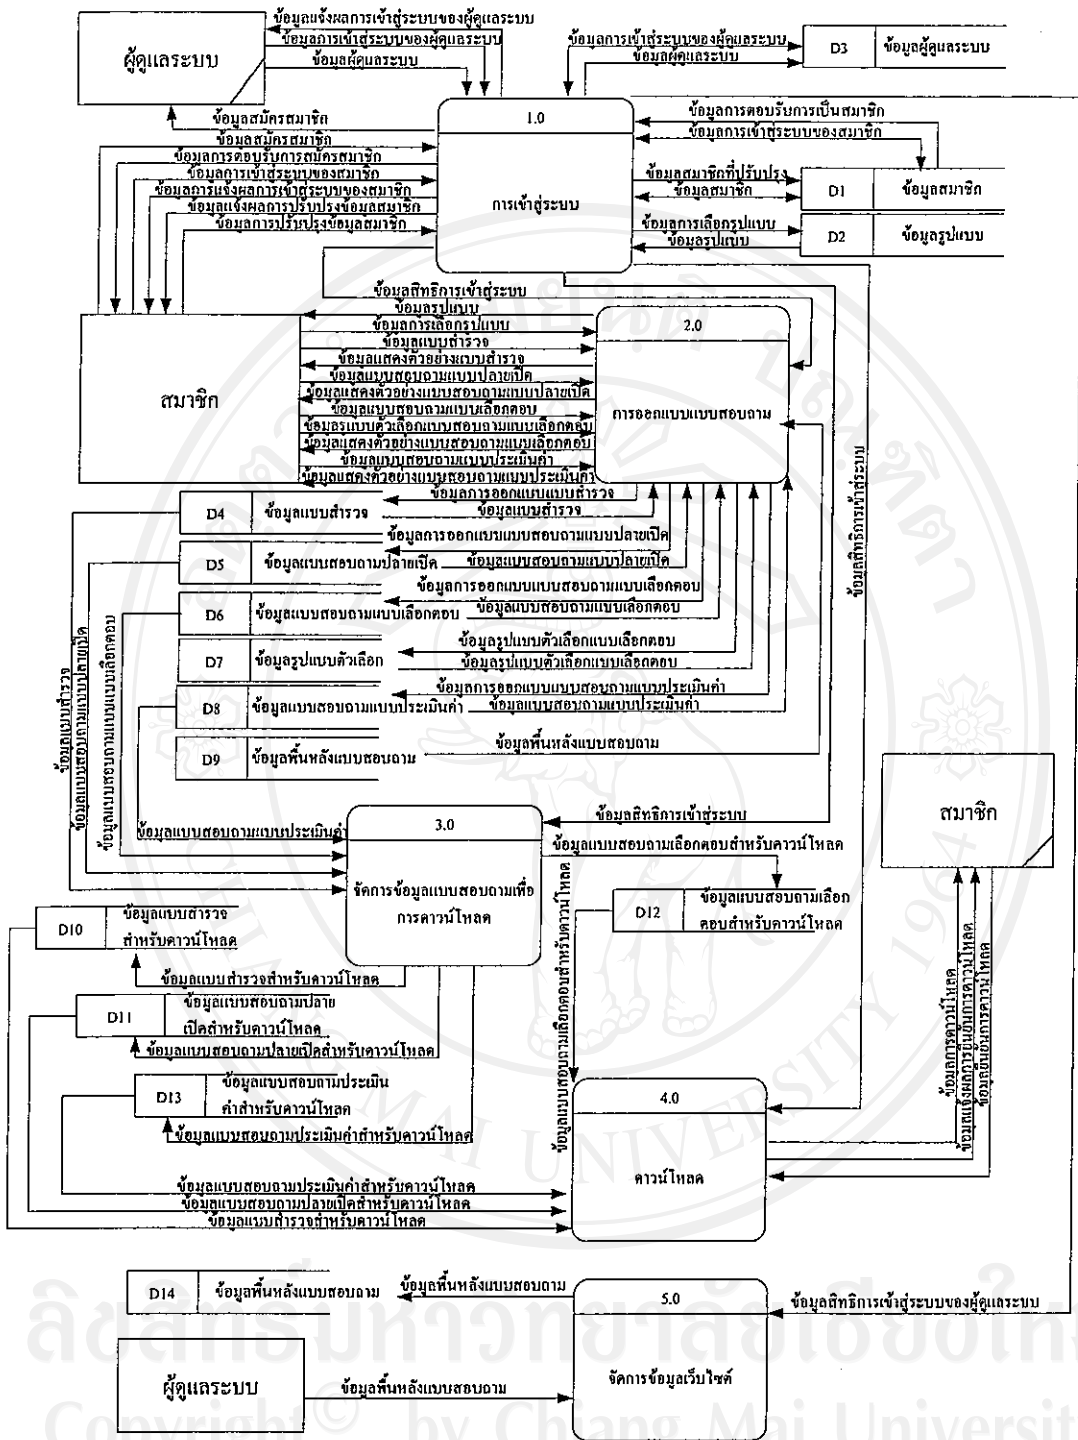 ข้อมูลแจ้งผลการเข้าสู่ระบบของผู้ดูแลระบบ
ข้อมูลการเข้าสู่ระบบของผู้ดูแลระบบ
ข้อมูลผู้ดูแลระบบ
ผู้ดูแลระบบ
ข้อมูลการเข้าสู่ระบบของผู้ดูแลระบบ
ข้อมูลผู้ดูแลระบบ
D3 ข้อมูลผู้ดูแลระบบ
ข้อมูลสมัครสมาชิก
ข้อมูลสมัครสมาชิก
ข้อมูลการตอบรับการสมัครสมาชิก
ข้อมูลการเข้าสู่ระบบของสมาชิก
ข้อมูลการแจ้งผลการเข้าสู่ระบบของสมาชิก
ข้อมูลแจ้งผลการปรับปรุงข้อมูลสมาชิก
ข้อมูลการปรับปรุงข้อมูลสมาชิก
1.0
การเข้าสู่ระบบ
ข้อมูลการตอบรับการเป็นสมาชิก
ข้อมูลการเข้าสู่ระบบของสมาชิก
ข้อมูลสมาชิกที่ปรับปรุง
ข้อมูลสมาชิก
D1 ข้อมูลสมาชิก
ข้อมูลการเลือกรูปแบบ
ข้อมูลรูปแบบ
D2 ข้อมูลรูปแบบ
ข้อมูลสิทธิการเข้าสู่ระบบ
ข้อมูลรูปแบบ
ข้อมูลการเลือกรูปแบบ
ข้อมูลแบบสำรวจ
ข้อมูลแสดงตัวอย่างแบบสำรวจ
ข้อมูลแบบสอบถามแบบปลายเปิด
ข้อมูลแสดงตัวอย่างแบบสอบถามแบบปลายเปิด
ข้อมูลแบบสอบถามแบบเลือกตอบ
ข้อมูลรูปแบบตัวเลือกแบบสอบถามแบบเลือกตอบ
ข้อมูลแสดงตัวอย่างแบบสอบถามแบบเลือกตอบ
ข้อมูลแบบสอบถามแบบประเมินค่า
ข้อมูลแสดงตัวอย่างแบบสอบถามแบบประเมินค่า
สมาชิก
2.0
การออกแบบแบบสอบถาม
ข้อมูลสิทธิการเข้าสู่ระบบ
ข้อมูลการออกแบบแบบสำรวจ
ข้อมูลแบบสำรวจ
D4 ข้อมูลแบบสำรวจ
ข้อมูลการออกแบบแบบสอบถามแบบปลายเปิด
ข้อมูลแบบสอบถามแบบปลายเปิด
D5 ข้อมูลแบบสอบถามปลายเปิด
ข้อมูลการออกแบบแบบสอบถามแบบเลือกตอบ
ข้อมูลแบบสอบถามแบบเลือกตอบ
D6 ข้อมูลแบบสอบถามแบบเลือกตอบ
ข้อมูลรูปแบบตัวเลือกแบบเลือกตอบ
ข้อมูลรูปแบบตัวเลือกแบบเลือกตอบ
D7 ข้อมูลรูปแบบตัวเลือก
ข้อมูลการออกแบบแบบสอบถามแบบประเมินค่า
ข้อมูลแบบสอบถามแบบประเมินค่า
D8 ข้อมูลแบบสอบถามแบบประเมินค่า
ข้อมูลพื้นหลังแบบสอบถาม
D9 ข้อมูลพื้นหลังแบบสอบถาม
ข้อมูลแบบสำรวจ
ข้อมูลแบบสอบถามแบบปลายเปิด
ข้อมูลแบบสอบถามแบบแบบเลือกตอบ
ข้อมูลแบบสอบถามแบบประเมินค่า
3.0
จัดการข้อมูลแบบสอบถามเพื่อ
การดาวน์โหลด
ข้อมูลสิทธิการเข้าสู่ระบบ
ข้อมูลแบบสอบถามเลือกตอบสำหรับดาวน์โหลด
D12 ข้อมูลแบบสอบถามเลือก
ตอบสำหรับดาวน์โหลด
สมาชิก
D10 ข้อมูลแบบสำรวจ
สำหรับดาวน์โหลด
ข้อมูลแบบสำรวจสำหรับดาวน์โหลด
D11 ข้อมูลแบบสอบถามปลาย
เปิดสำหรับดาวน์โหลด
ข้อมูลแบบสอบถามปลายเปิดสำหรับดาวน์โหลด
D13 ข้อมูลแบบสอบถามประเมิน
ค่าสำหรับดาวน์โหลด
ข้อมูลแบบสอบถามประเมินค่าสำหรับดาวน์โหลด
ข้อมูลแบบสอบถามเลือกตอบสำหรับดาวน์โหลด
ข้อมูลการดาวน์โหลด
ข้อมูลแจ้งผลการยืนยันการดาวน์โหลด
ข้อมูลยืนยันการดาวน์โหลด
4.0
ดาวน์โหลด
ข้อมูลแบบสอบถามประเมินค่าสำหรับดาวน์โหลด
ข้อมูลแบบสอบถามปลายเปิดสำหรับดาวน์โหลด
ข้อมูลแบบสำรวจสำหรับดาวน์โหลด
D14 ข้อมูลพื้นหลังแบบสอบถาม
ข้อมูลพื้นหลังแบบสอบถาม
5.0
จัดการข้อมูลเว็บไซต์
ข้อมูลสิทธิการเข้าสู่ระบบของผู้ดูแลระบบ
ผู้ดูแลระบบ
ข้อมูลพื้นหลังแบบสอบถาม
CHIANG MAI UNIVERSITY 1964
ลิขสิทธิ์มหาวิทยาลัยเชียงให
Copyright © by Chiang Mai Universit